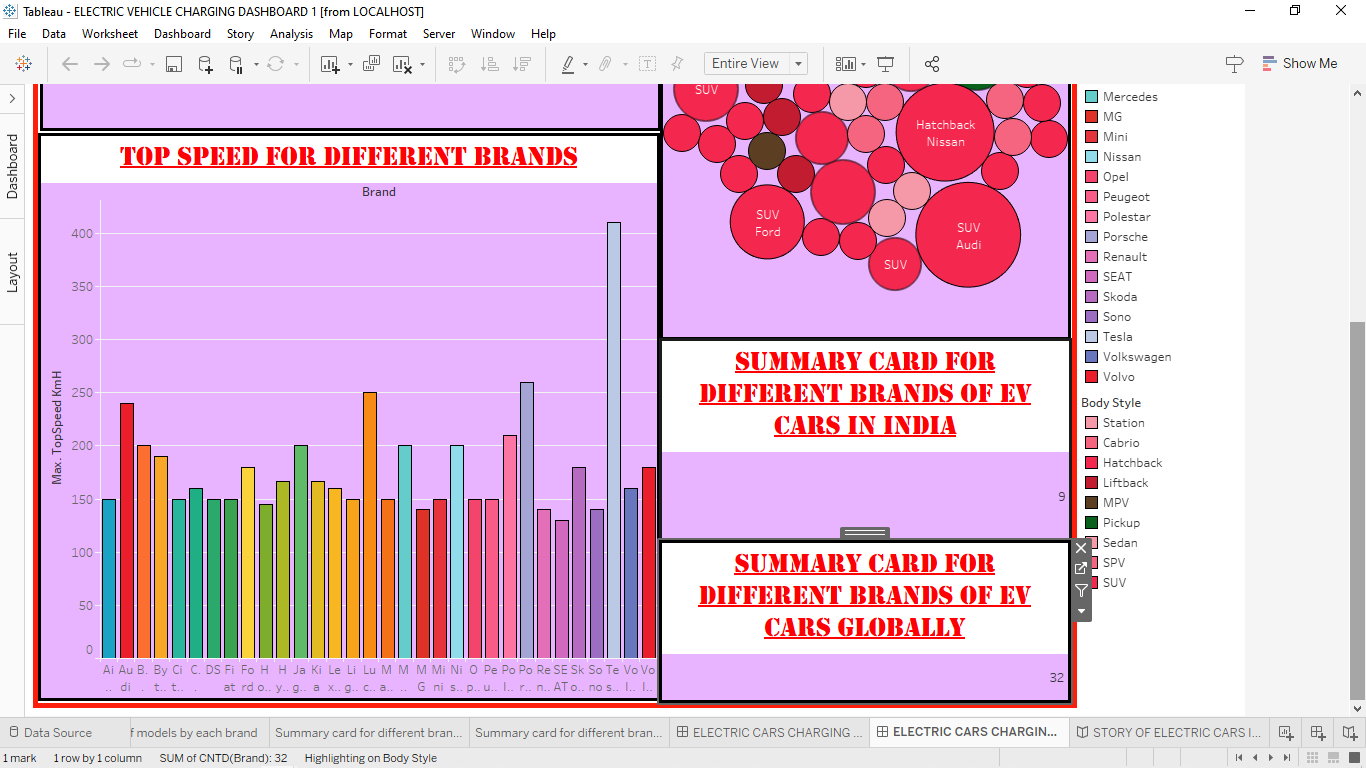 Tableau - ELECTRIC VEHICLE CHARGING DASHBOARD 1 [from LOCALHOST]
File Data Worksheet Dashboard Story Analysis Map Format Server Window Help
Entire View
Show Me
Dashboard
Layout
TOP SPEED FOR DIFFERENT BRANDS
Brand
Max. TopSpeed KmH
400
350
300
250
200
150
100
50
0
Ai Au B. By Ci C. DS Fi Fo H H Ja Ki Le Li Lu M M M Mi Ni O Pe Po Po Re SE Sk So Te Vo Vo
.. di . t.. t.. . at rd o.. y.. g.. a x.. g.. c.. a.. .. G ni s.. p.. u.. l.. r.. n.. AT o.. no s.. l.. l..
SUV
Hatchback
Nissan
SUV
Ford
SUV
Audi
SUV
SUMMARY CARD FOR
DIFFERENT BRANDS OF EV
CARS IN INDIA
9
SUMMARY CARD FOR
DIFFERENT BRANDS OF EV
CARS GLOBALLY
32
Mercedes
MG
Mini
Nissan
Opel
Peugeot
Polestar
Porsche
Renault
SEAT
Skoda
Sono
Tesla
Volkswagen
Volvo
Body Style
Station
Cabrio
Hatchback
Liftback
MPV
Pickup
Sedan
SPV
SUV
Data Source f models by each brand Summary card for different bran... Summary card for different bran... ELECTRIC CARS CHARGING ... ELECTRIC CARS CHARGIN... STORY OF ELECTRIC CARS I...
1 mark 1 row by 1 column SUM of CNTD(Brand): 32 Highlighting on Body Style